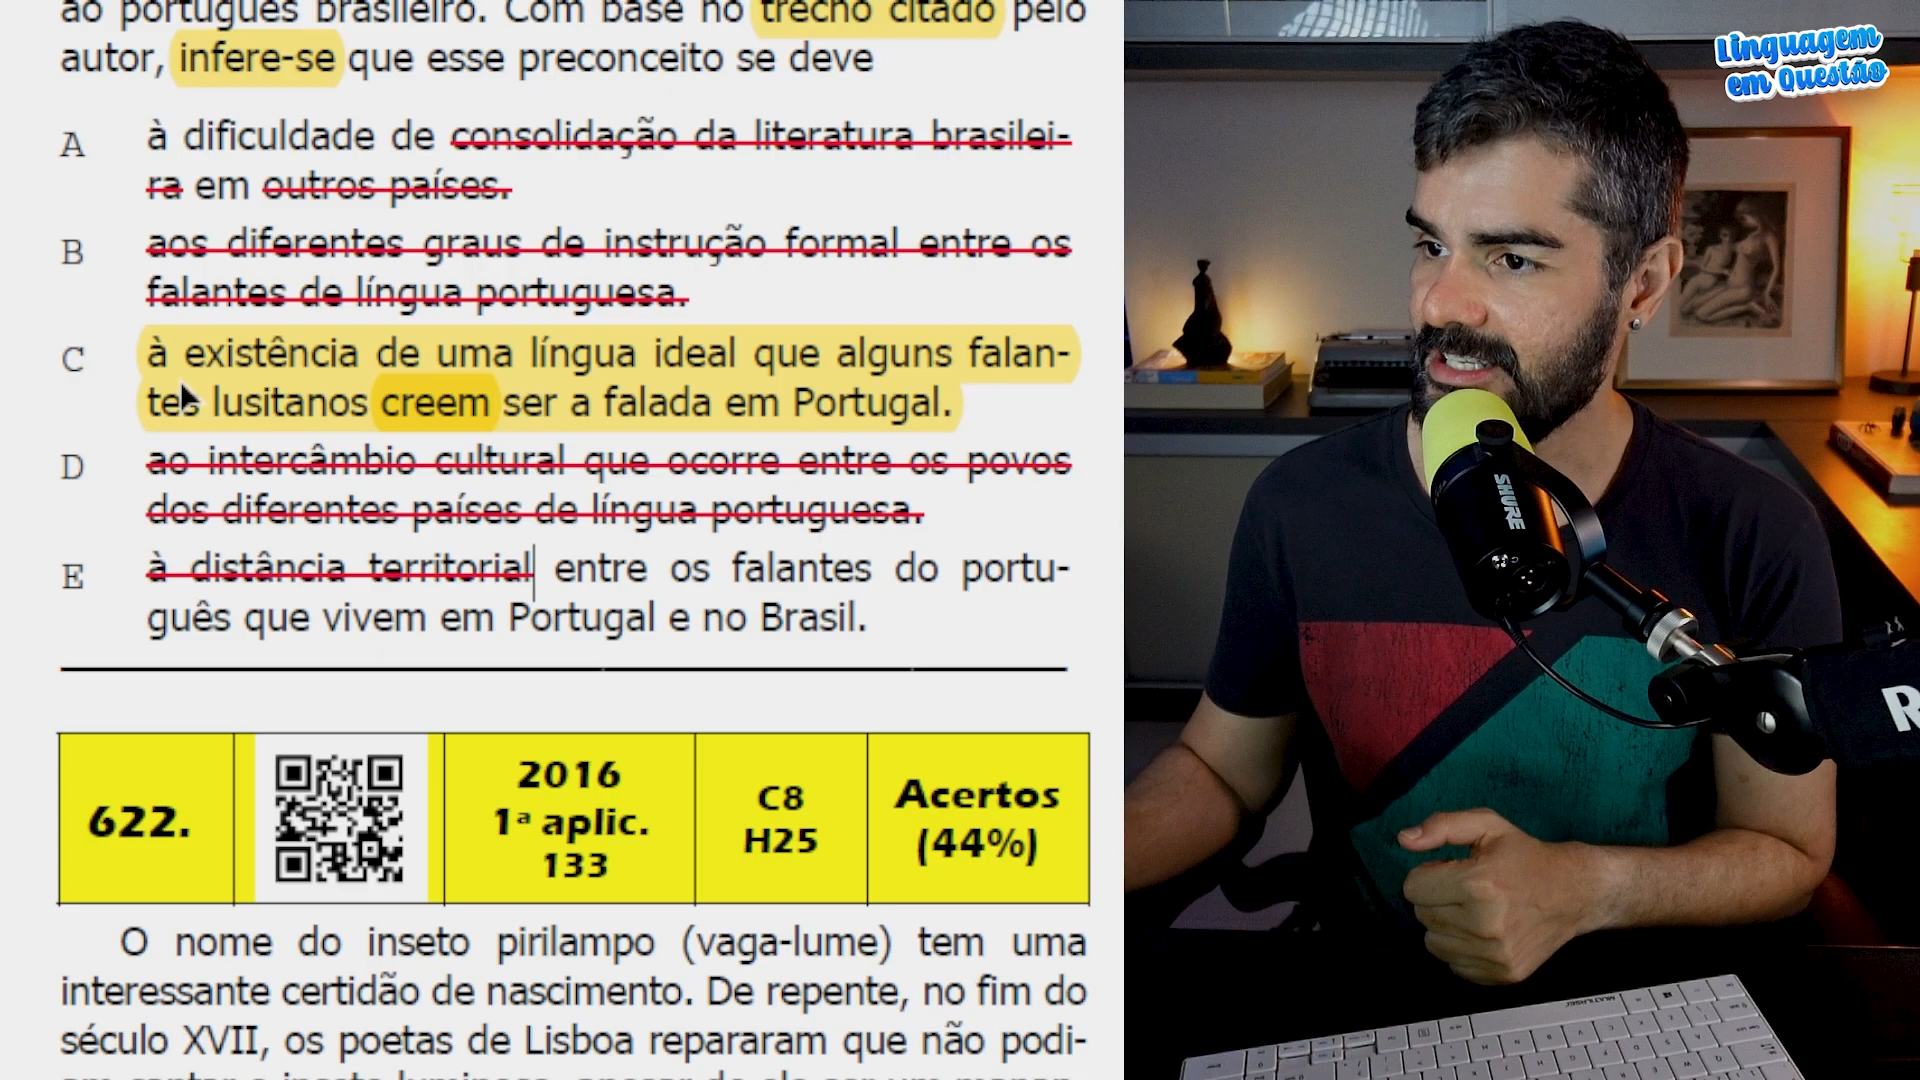 ao português brasileiro. Com base no trecho citado pelo
autor, infere-se que esse preconceito se deve
A à dificuldade de consolidação da literatura brasilei-
ra em outros países.
B aos diferentes graus de instrução formal entre os
falantes de língua portuguesa.
C à existência de uma língua ideal que alguns falan-
tes lusitanos creem ser a falada em Portugal.
D ao intercâmbio cultural que ocorre entre os povos
dos diferentes países de língua portuguesa.
E à distância territorial entre os falantes do portu-
guês que vivem em Portugal e no Brasil.
622.
2016
1ª aplic.
133
C8
H25
Acertos
(44%)
O nome do inseto pirilampo (vaga-lume) tem uma
interessante certidão de nascimento. De repente, no fim do
século XVII, os poetas de Lisboa repararam que não podi-
Linguagem
em Questão
SHURE
R